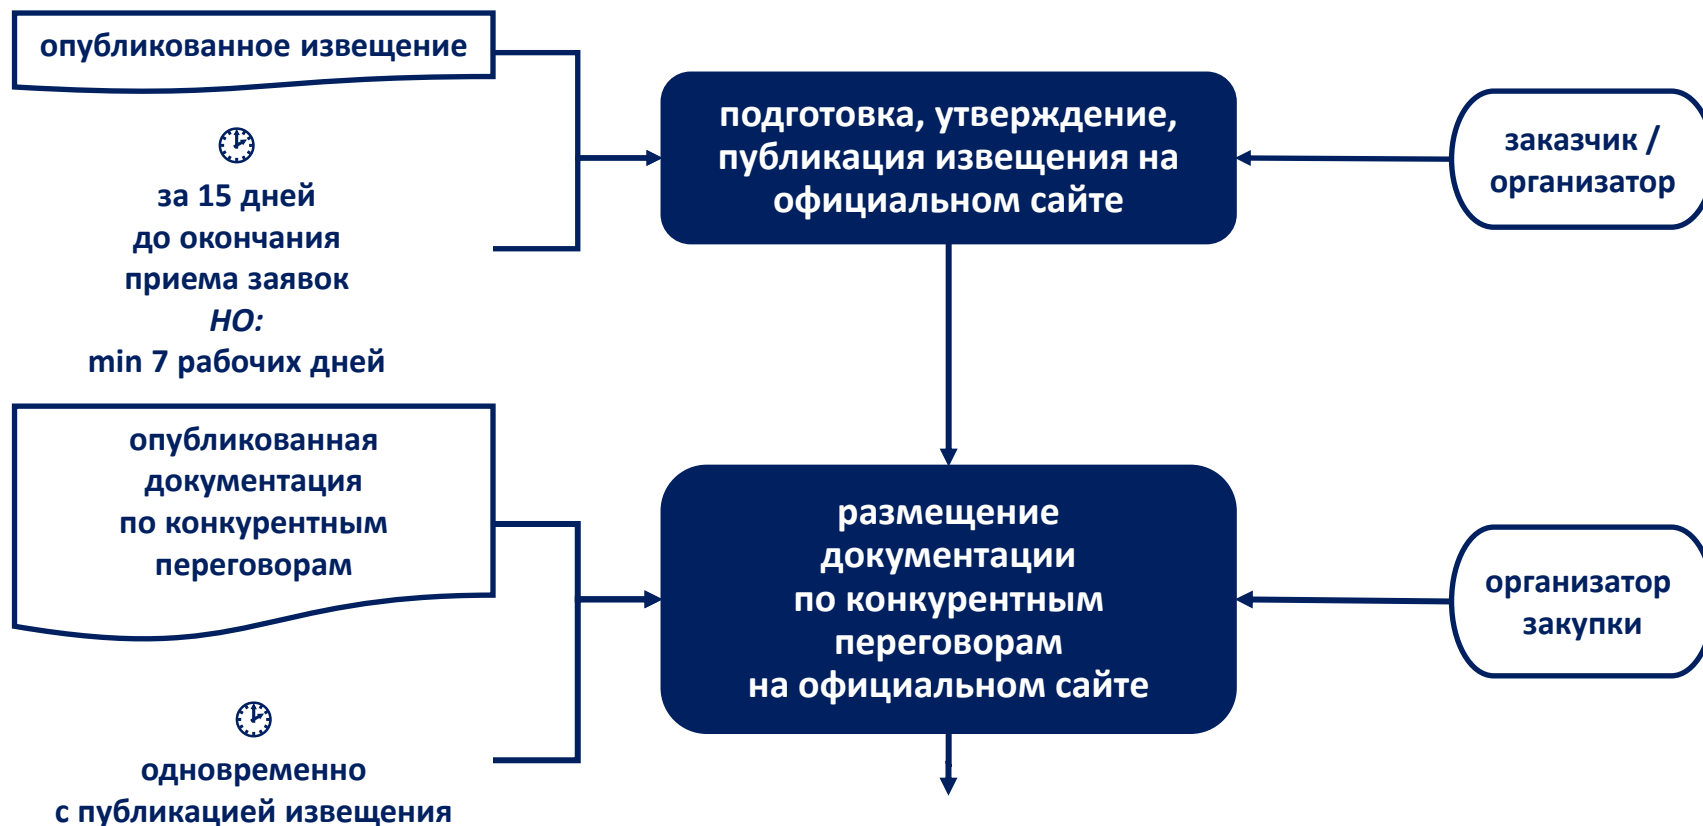 опубликованное извещение
за 15 дней
до окончания
приема заявок
НО:
min 7 рабочих дней
подготовка, утверждение,
публикация извещения на
официальном сайте
заказчик /
организатор
опубликованная
документация
по конкурентным
переговорам
одновременно
с публикацией извещения
размещение
документации
по конкурентным
переговорам
на официальном сайте
организатор
закупки